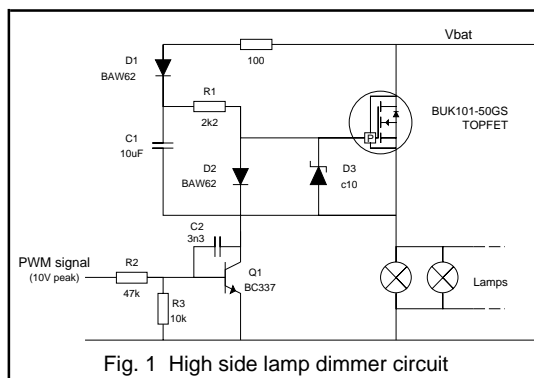 Vbat
D1
BAW62
100
R1
2k2
BUK101-50GS
TOPFET
P
C1
10uF
D2
BAW62
D3
c10
C2
3n3
PWM signal
(10V peak)
R2
47k
Q1
BC337
Lamps
R3
10k
Fig. 1 High side lamp dimmer circuit